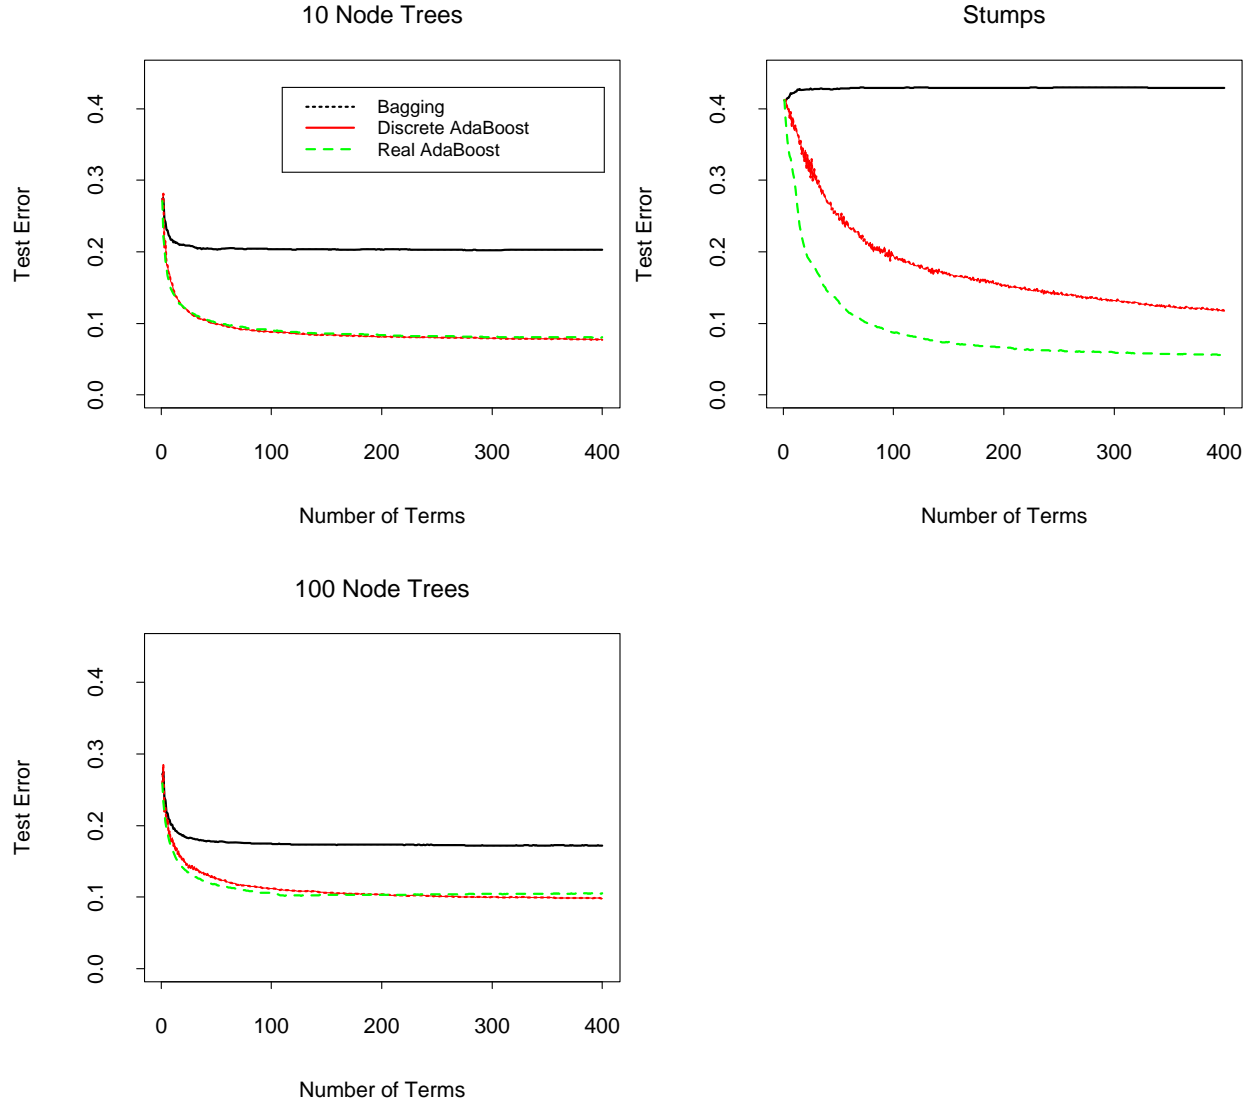 10 Node Trees
Test Error
0.0 0.1 0.2 0.3 0.4
Bagging
Discrete AdaBoost
Real AdaBoost
0 100 200 300 400
Number of Terms
Stumps
Test Error
0.0 0.1 0.2 0.3 0.4
0 100 200 300 400
Number of Terms
100 Node Trees
Test Error
0.0 0.1 0.2 0.3 0.4
0 100 200 300 400
Number of Terms